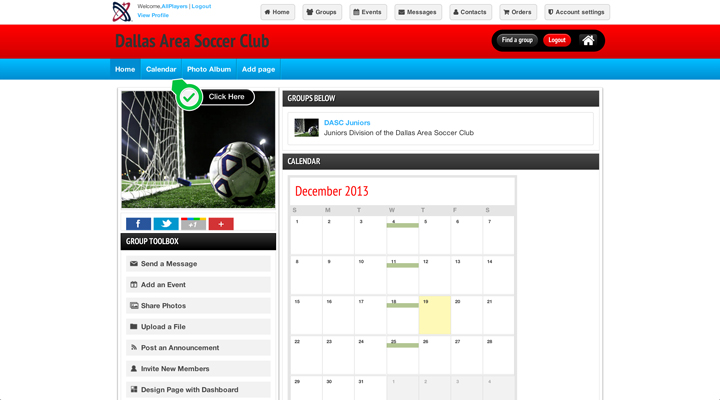 Welcome,AllPlayers | Logout
View Profile
Home
Groups
Events
Messages
Contacts
Orders
Account settings
Dallas Area Soccer Club
Find a group
Logout
Home
Calendar
Photo Album
Add page
Click Here
GROUPS BELOW
DASC Juniors
Juniors Division of the Dallas Area Soccer Club
CALENDAR
December 2013
S M T W T F S
1 2 3 4 5 6 7
8 9 10 11 12 13 14
15 16 17 18 19 20 21
22 23 24 25 26 27 28
29 30 31 1 2 3 4
f
+1
+
GROUP TOOLBOX
Send a Message
Add an Event
Share Photos
Upload a File
Post an Announcement
Invite New Members
Design Page with Dashboard